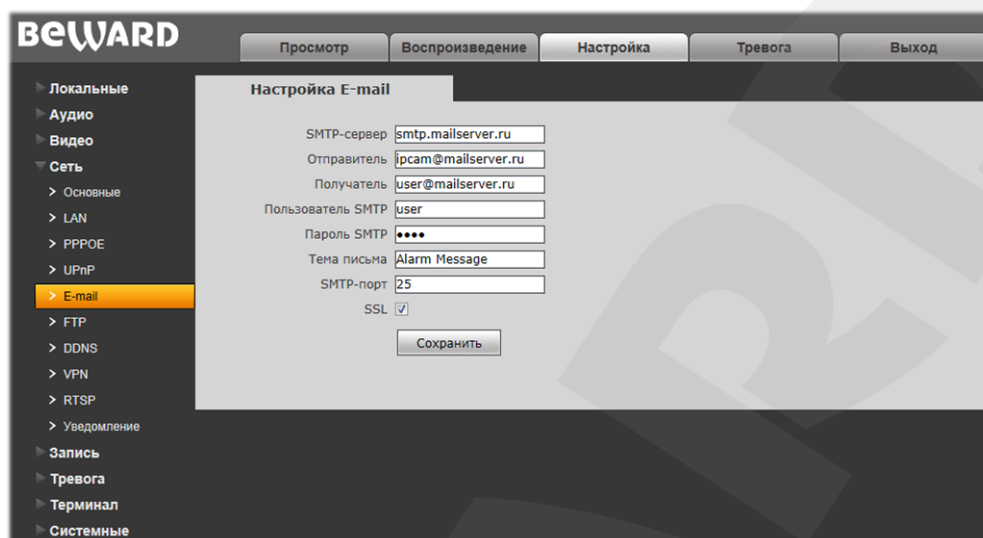 BEWARD
Просмотр Воспроизведение Настройка Тревога Выход
Локальные
Аудио
Видео
Сеть
> Основные
> LAN
> PPPOE
> UPnP
> E-mail
> FTP
> DDNS
> VPN
> RTSP
> Уведомление
Запись
Тревога
Терминал
Системные
Настройка E-mail
SMTP-сервер smtp.mailserver.ru
Отправитель ipcam@mailserver.ru
Получатель user@mailserver.ru
Пользователь SMTP user
Пароль SMTP ••••
Тема письма Alarm Message
SMTP-порт 25
SSL
Сохранить